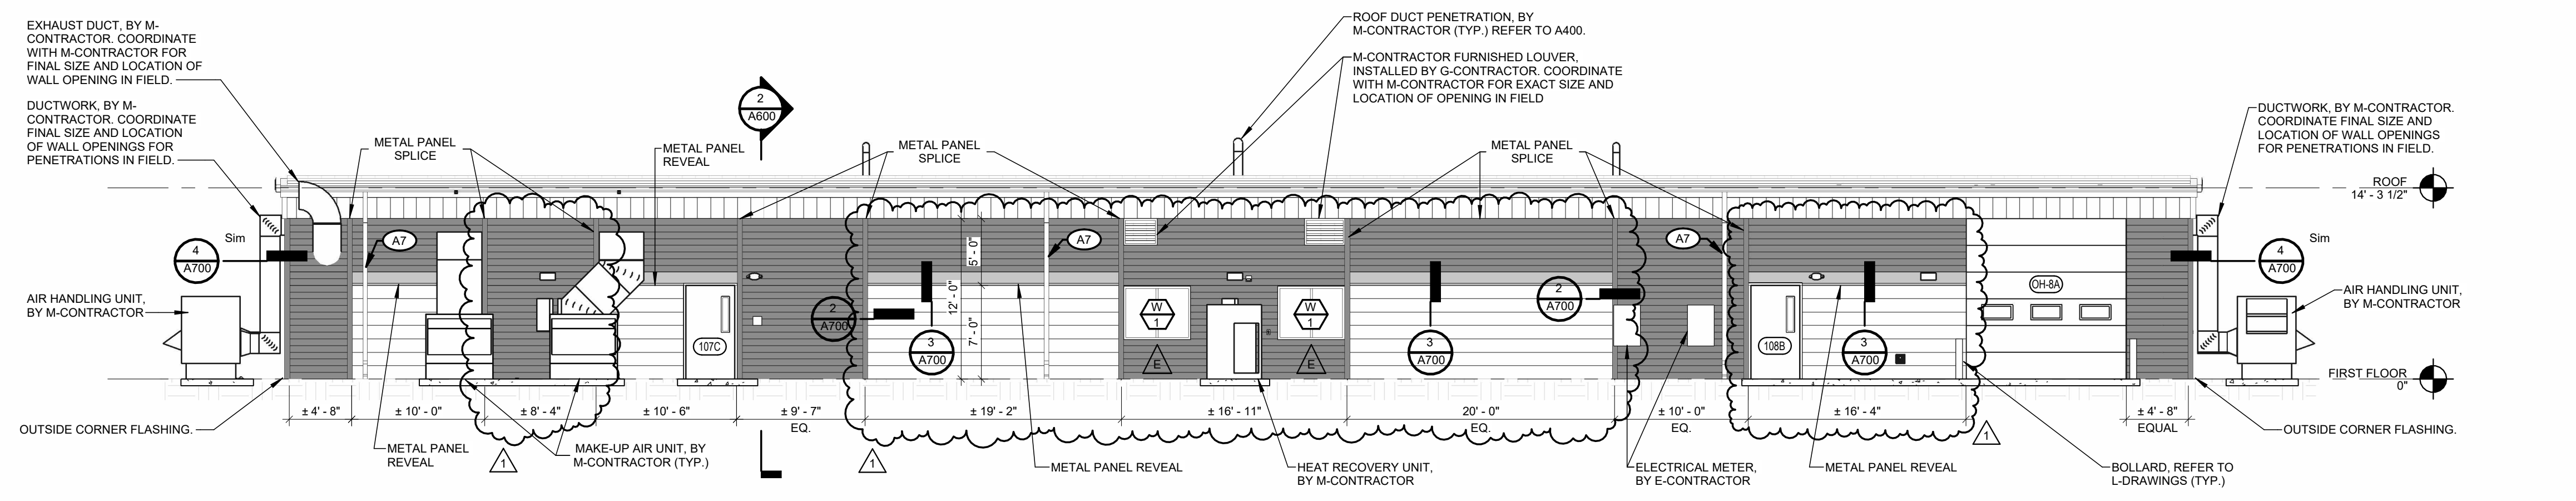 EXHAUST DUCT, BY M-
CONTRACTOR. COORDINATE
WITH M-CONTRACTOR FOR
FINAL SIZE AND LOCATION OF
WALL OPENING IN FIELD.
DUCTWORK, BY M-
CONTRACTOR. COORDINATE
FINAL SIZE AND LOCATION
OF WALL OPENINGS FOR
PENETRATIONS IN FIELD.
METAL PANEL
SPLICE
METAL PANEL
REVEAL
2
A600
METAL PANEL
SPLICE
ROOF DUCT PENETRATION, BY
M-CONTRACTOR (TYP.) REFER TO A400.
M-CONTRACTOR FURNISHED LOUVER,
INSTALLED BY G-CONTRACTOR. COORDINATE
WITH M-CONTRACTOR FOR EXACT SIZE AND
LOCATION OF OPENING IN FIELD
METAL PANEL
SPLICE
DUCTWORK, BY M-CONTRACTOR.
COORDINATE FINAL SIZE AND
LOCATION OF WALL OPENINGS
FOR PENETRATIONS IN FIELD.
ROOF
14' - 3 1/2"
Sim
4
A700
A7
A7
A7
Sim
4
A700
5' - 0"
12' - 0"
7' - 0"
AIR HANDLING UNIT,
BY M-CONTRACTOR
107C
2
A700
3
A700
W
1
E
W
1
E
3
A700
2
A700
108B
3
A700
OH-8A
AIR HANDLING UNIT,
BY M-CONTRACTOR
FIRST FLOOR
0"
± 4' - 8"
± 10' - 0"
± 8' - 4"
± 10' - 6"
± 9' - 7"
EQ.
± 19' - 2"
± 16' - 11"
20' - 0"
EQ.
± 10' - 0"
EQ.
± 16' - 4"
± 4' - 8"
EQUAL
OUTSIDE CORNER FLASHING.
OUTSIDE CORNER FLASHING.
METAL PANEL
REVEAL
1
MAKE-UP AIR UNIT, BY
M-CONTRACTOR (TYP.)
1
METAL PANEL REVEAL
HEAT RECOVERY UNIT,
BY M-CONTRACTOR
ELECTRICAL METER,
BY E-CONTRACTOR
METAL PANEL REVEAL
1
BOLLARD, REFER TO
L-DRAWINGS (TYP.)